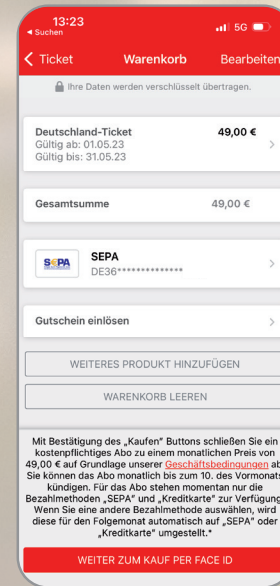 13:23
5G
◄ Suchen
Ticket Warenkorb Bearbeiten
Ihre Daten werden verschlüsselt übertragen.
Deutschland-Ticket 49,00 €
Gültig ab: 01.05.23
Gültig bis: 31.05.23
Gesamtsumme 49,00 €
SEPA SEPA
DE36**************
Gutschein einlösen
WEITERES PRODUKT HINZUFÜGEN
WARENKORB LEEREN
Mit Bestätigung des „Kaufen" Buttons schließen Sie ein
kostenpflichtiges Abo zu einem monatlichen Preis von
49,00 € auf Grundlage unserer Geschäftsbedingungen ab
Sie können das Abo monatlich bis zum 10. des Vormonats
kündigen. Für das Abo stehen momentan nur die
Bezahlmethoden „SEPA" und „Kreditkarte" zur Verfügung
Wenn Sie eine andere Bezahlmethode auswählen, wird
diese für den Folgemonat automatisch auf „SEPA" oder
„Kreditkarte" umgestellt.*
WEITER ZUM KAUF PER FACE ID